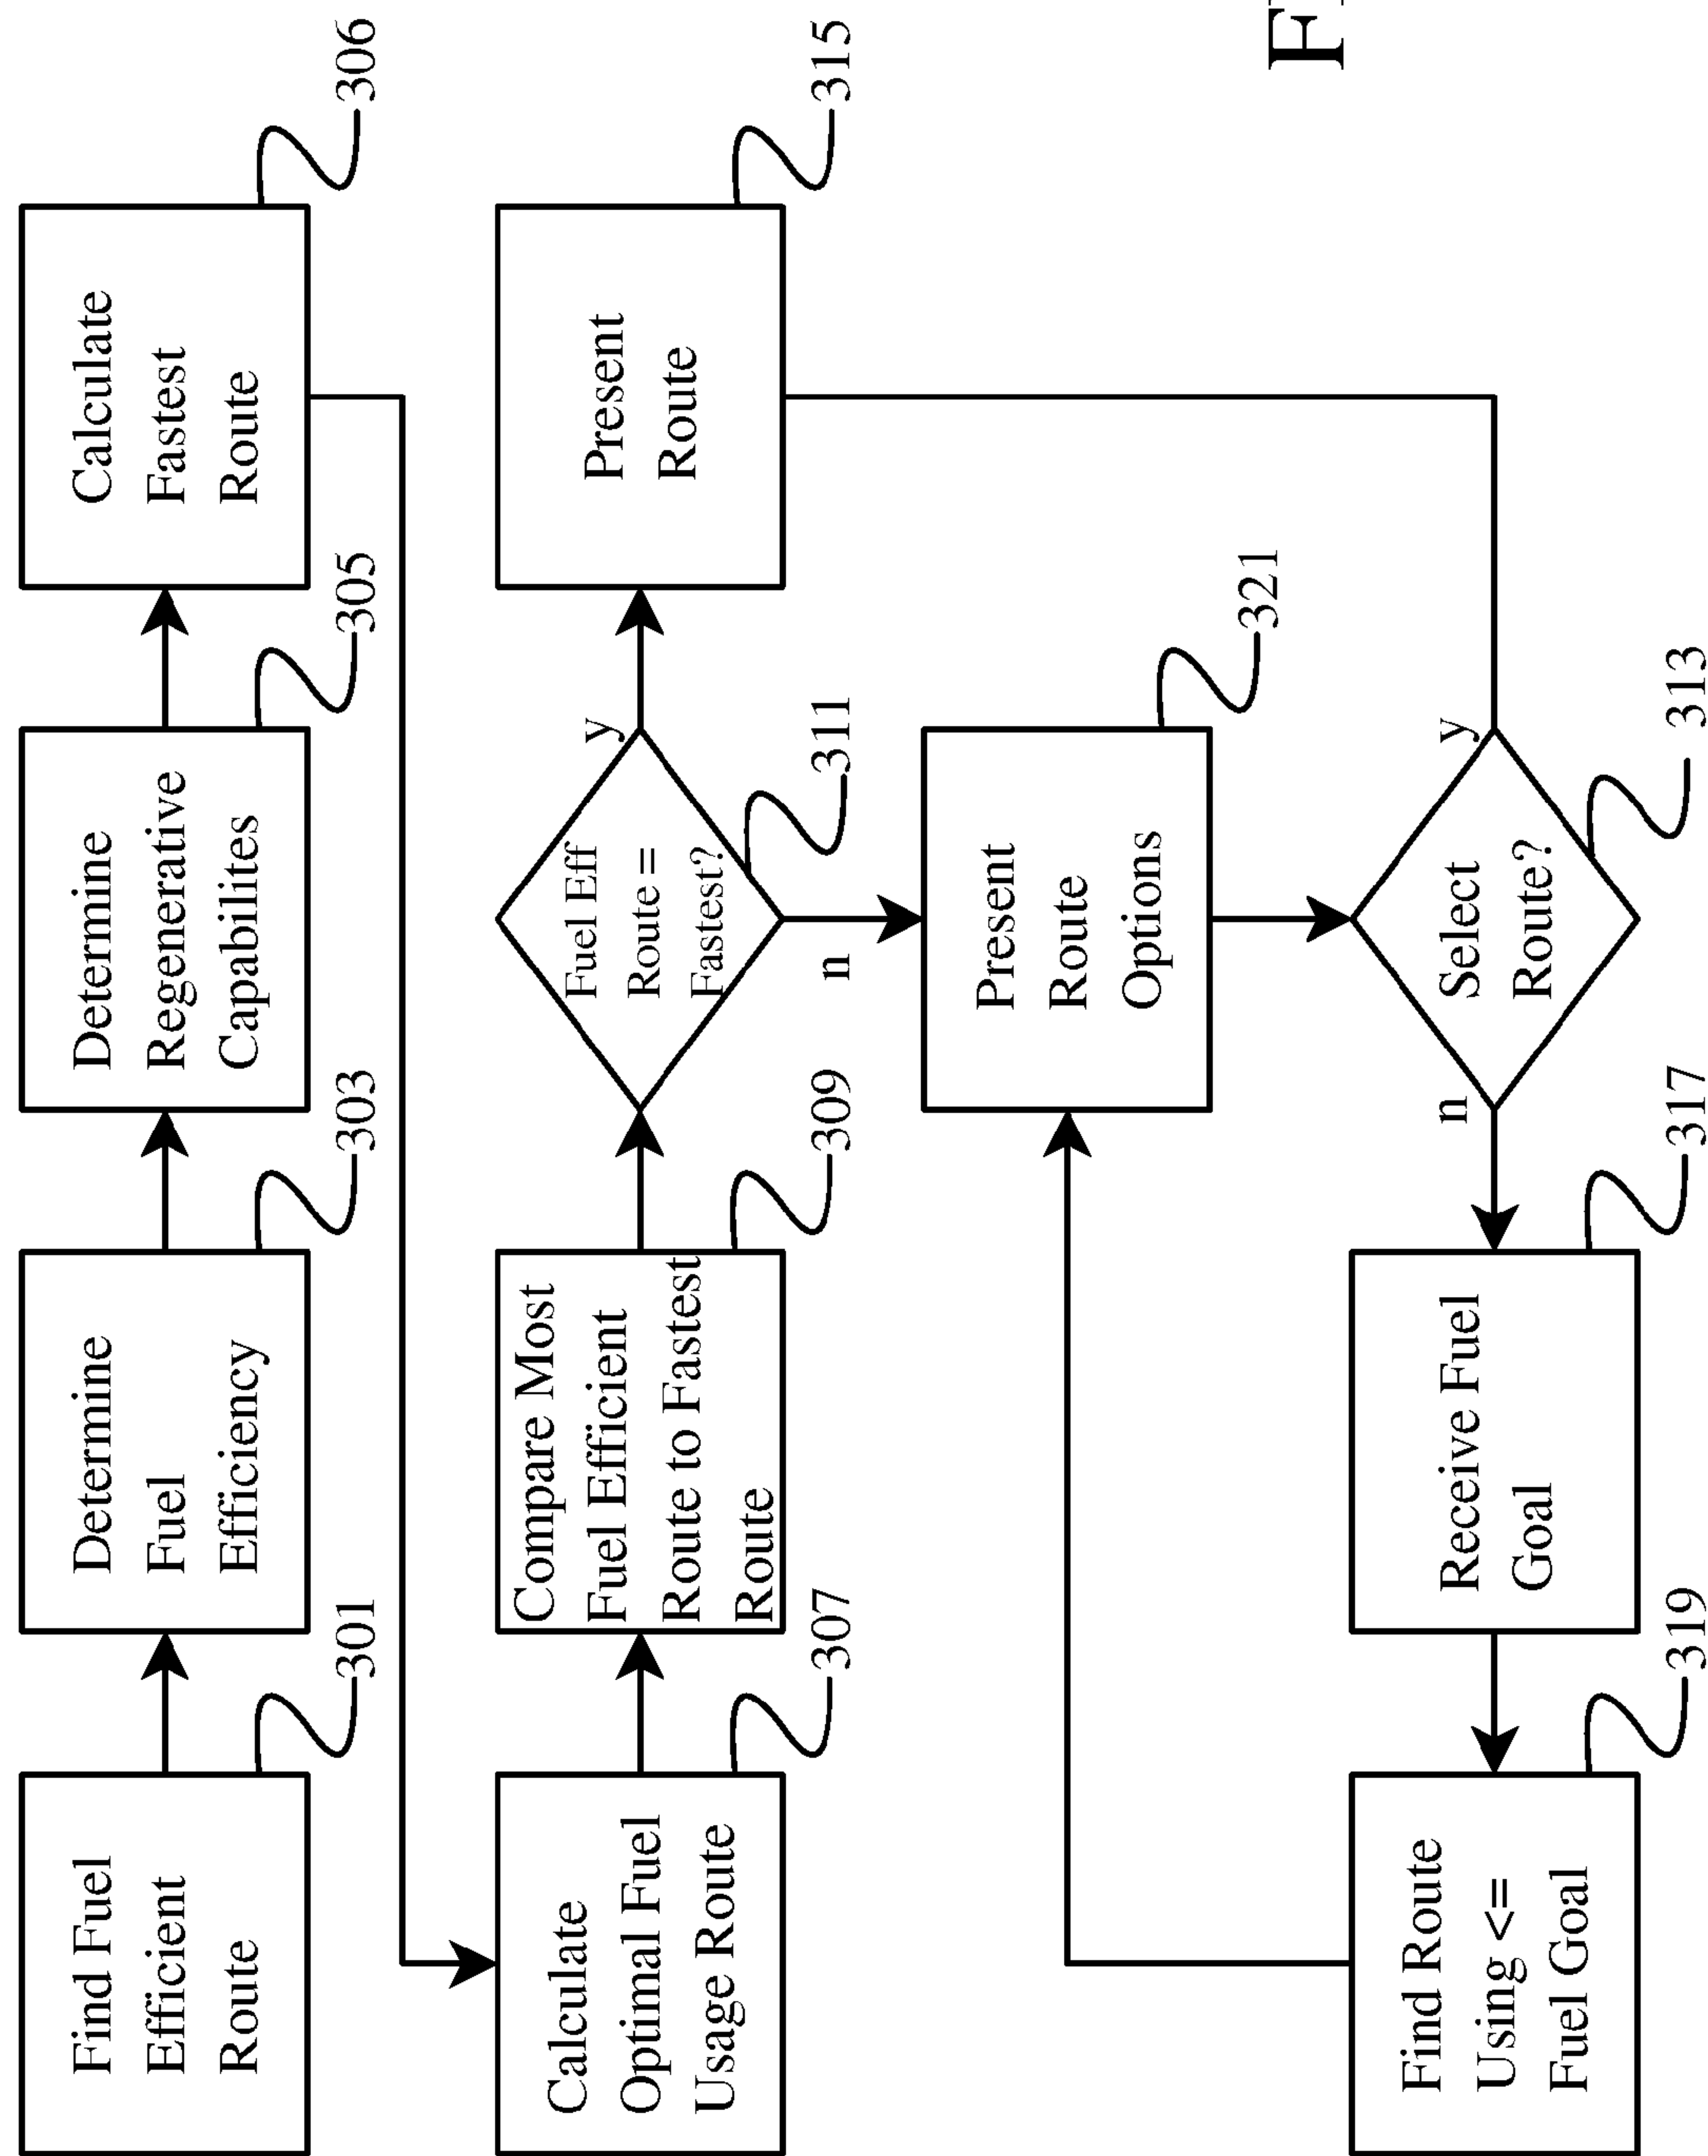 Find Fuel
Efficient
Route
301
Determine
Fuel
Efficiency
303
Determine
Regenerative
Capabilites
305
Calculate
Fastest
Route
306
Calculate
Optimal Fuel
Usage Route
307
Compare Most
Fuel Efficient
Route to Fastest
Route
309
Fuel Eff
Route =
Fastest?
y
n
311
Present
Route
315
Present
Route
Options
321
Select
Route?
y
n
313
Receive Fuel
Goal
317
Find Route
Using <=
Fuel Goal
319